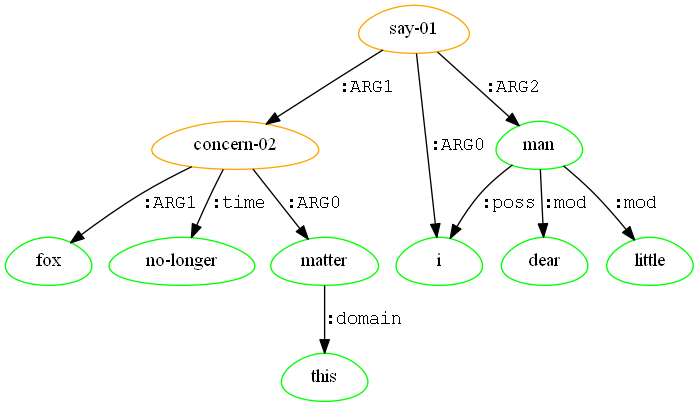 say-01
:ARG1
:ARG2
concern-02
:ARG0
man
:ARG1
:time
:ARG0
:poss
:mod
:mod
fox
no-longer
matter
i
dear
little
:domain
this